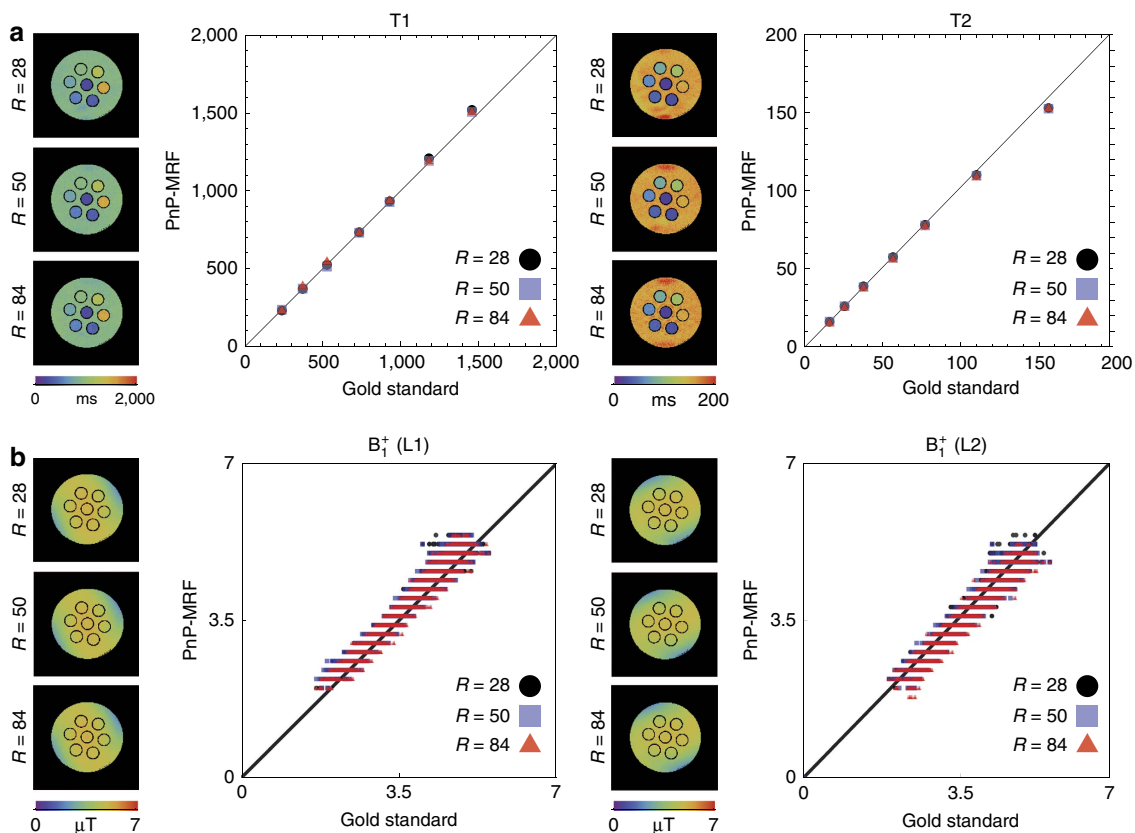 a
T1
T2
R = 28
R = 50
R = 84
0 ms 2,000
PnP-MRF
2,000
1,500
1,000
500
0
0 500 1,000 1,500 2,000
Gold standard
R = 28
R = 50
R = 84
R = 28
R = 50
R = 84
0 ms 200
PnP-MRF
200
150
100
50
0
0 50 100 150 200
Gold standard
R = 28
R = 50
R = 84
b
B₁⁺ (L1)
B₁⁺ (L2)
R = 28
R = 50
R = 84
0 μT 7
PnP-MRF
7
3.5
0
0 3.5 7
Gold standard
R = 28
R = 50
R = 84
R = 28
R = 50
R = 84
0 μT 7
PnP-MRF
7
3.5
0
0 3.5 7
Gold standard
R = 28
R = 50
R = 84